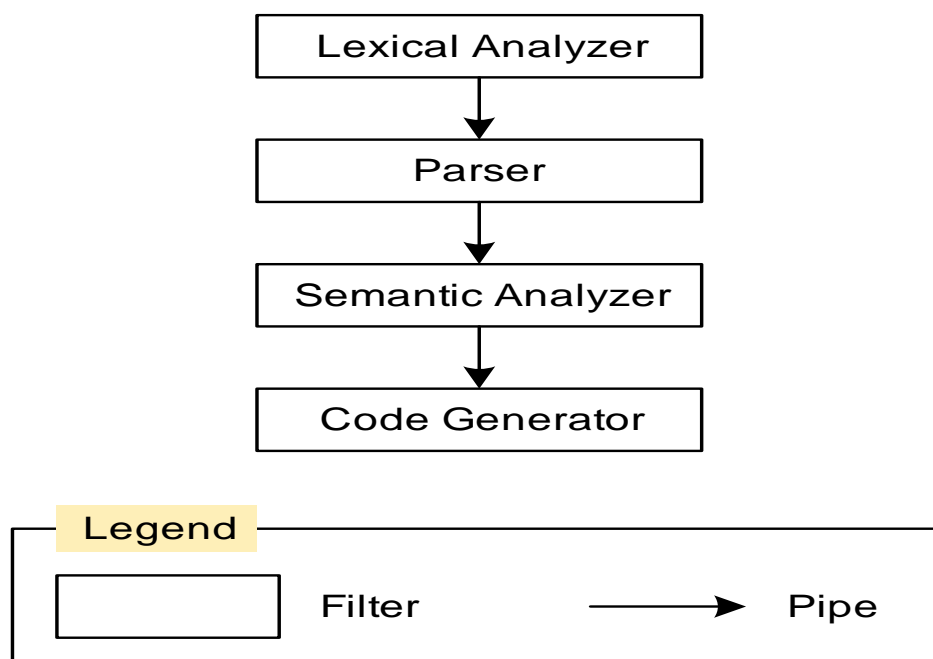 Lexical Analyzer
Parser
Semantic Analyzer
Code Generator
Legend
Filter Pipe